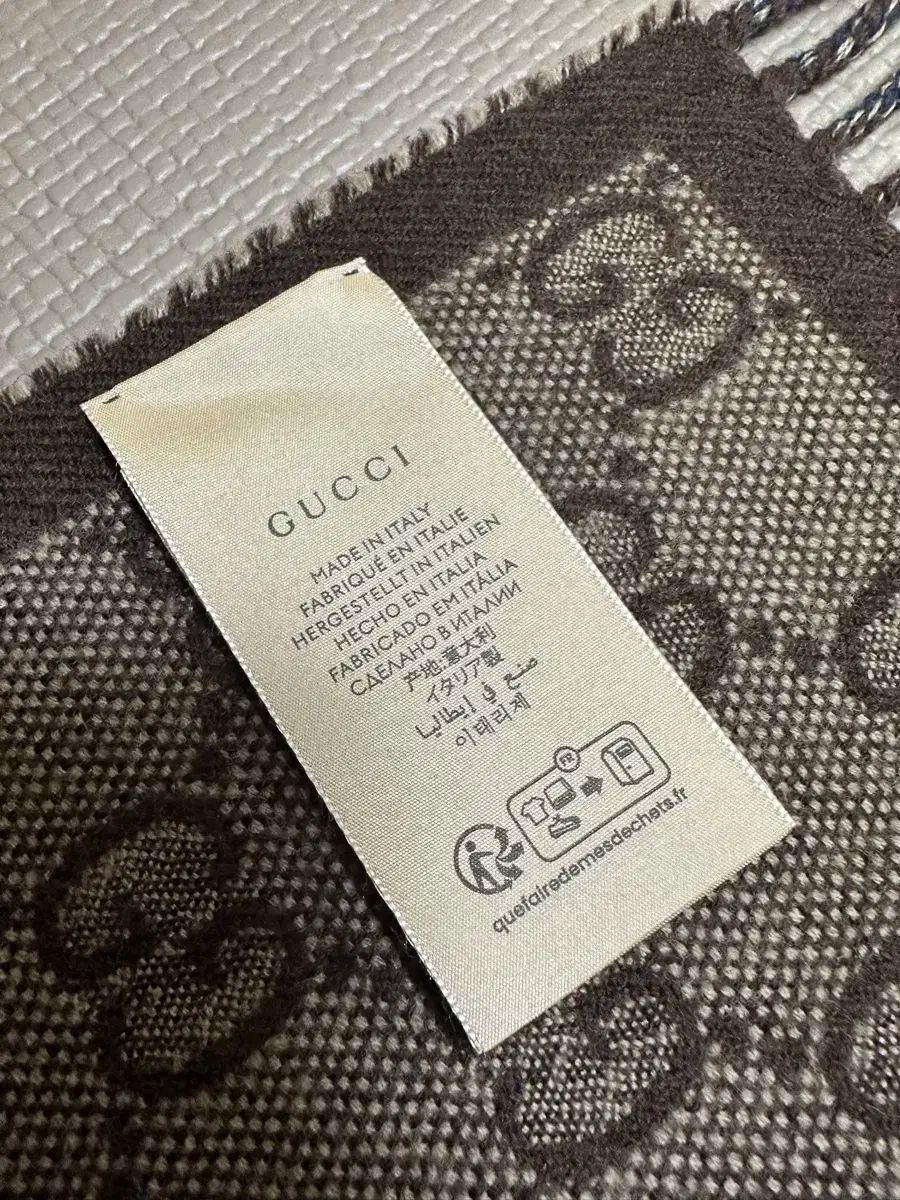 GUCCI
MADE IN ITALY
FABRIQUÉ EN ITALIE
HERGESTELLT IN ITALIEN
HECHO EN ITALIA
FABRICADO EM ITÁLIA
СДЕЛАНО В ИТАЛИИ
产地:意大利
イタリア製
صنع في إيطاليا
이태리제
FR
quefairedemesdechets.fr